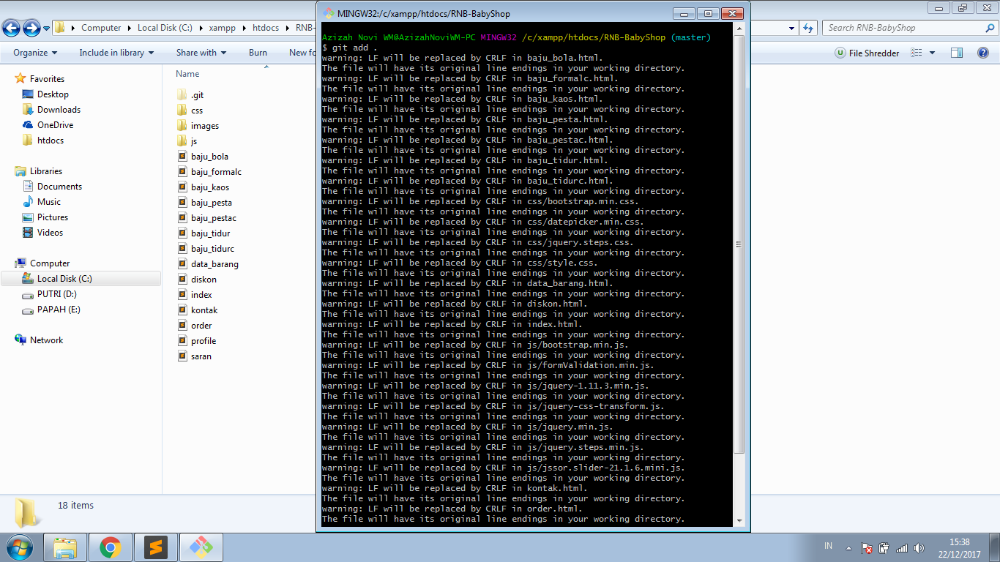 MINGW32:/c/xampp/htdocs/RNB-BabyShop
Computer Local Disk (C:) xampp htdocs RNB-
Search RNB-BabyShop
Organize Include in library Share with Burn New fo
File Shredder
Favorites
Desktop
Downloads
OneDrive
htdocs
Libraries
Documents
Music
Pictures
Videos
Computer
Local Disk (C:)
PUTRI (D:)
PAPAH (E:)
Network
Name
.git
css
images
js
baju_bola
baju_formalc
baju_kaos
baju_pesta
baju_pestac
baju_tidur
baju_tidurc
data_barang
diskon
index
kontak
order
profile
saran
Azizah Novi WM@AzizahNoviWM-PC MINGW32 /c/xampp/htdocs/RNB-BabyShop (master)
$ git add .
warning: LF will be replaced by CRLF in baju_bola.html.
The file will have its original line endings in your working directory.
warning: LF will be replaced by CRLF in baju_formalc.html.
The file will have its original line endings in your working directory.
warning: LF will be replaced by CRLF in baju_kaos.html.
The file will have its original line endings in your working directory.
warning: LF will be replaced by CRLF in baju_pesta.html.
The file will have its original line endings in your working directory.
warning: LF will be replaced by CRLF in baju_pestac.html.
The file will have its original line endings in your working directory.
warning: LF will be replaced by CRLF in baju_tidur.html.
The file will have its original line endings in your working directory.
warning: LF will be replaced by CRLF in baju_tidurc.html.
The file will have its original line endings in your working directory.
warning: LF will be replaced by CRLF in css/bootstrap.min.css.
The file will have its original line endings in your working directory.
warning: LF will be replaced by CRLF in css/datepicker.min.css.
The file will have its original line endings in your working directory.
warning: LF will be replaced by CRLF in css/jquery.steps.css.
The file will have its original line endings in your working directory.
warning: LF will be replaced by CRLF in css/style.css.
The file will have its original line endings in your working directory.
warning: LF will be replaced by CRLF in data_barang.html.
The file will have its original line endings in your working directory.
warning: LF will be replaced by CRLF in diskon.html.
The file will have its original line endings in your working directory.
warning: LF will be replaced by CRLF in index.html.
The file will have its original line endings in your working directory.
warning: LF will be replaced by CRLF in js/bootstrap.min.js.
The file will have its original line endings in your working directory.
warning: LF will be replaced by CRLF in js/formValidation.min.js.
The file will have its original line endings in your working directory.
warning: LF will be replaced by CRLF in js/jquery-1.11.3.min.js.
The file will have its original line endings in your working directory.
warning: LF will be replaced by CRLF in js/jquery-css-transform.js.
The file will have its original line endings in your working directory.
warning: LF will be replaced by CRLF in js/jquery.min.js.
The file will have its original line endings in your working directory.
warning: LF will be replaced by CRLF in js/jquery.steps.min.js.
The file will have its original line endings in your working directory.
warning: LF will be replaced by CRLF in js/jssor.slider-21.1.6.mini.js.
The file will have its original line endings in your working directory.
warning: LF will be replaced by CRLF in kontak.html.
The file will have its original line endings in your working directory.
warning: LF will be replaced by CRLF in order.html.
The file will have its original line endings in your working directory.
18 items
IN
15:38
22/12/2017